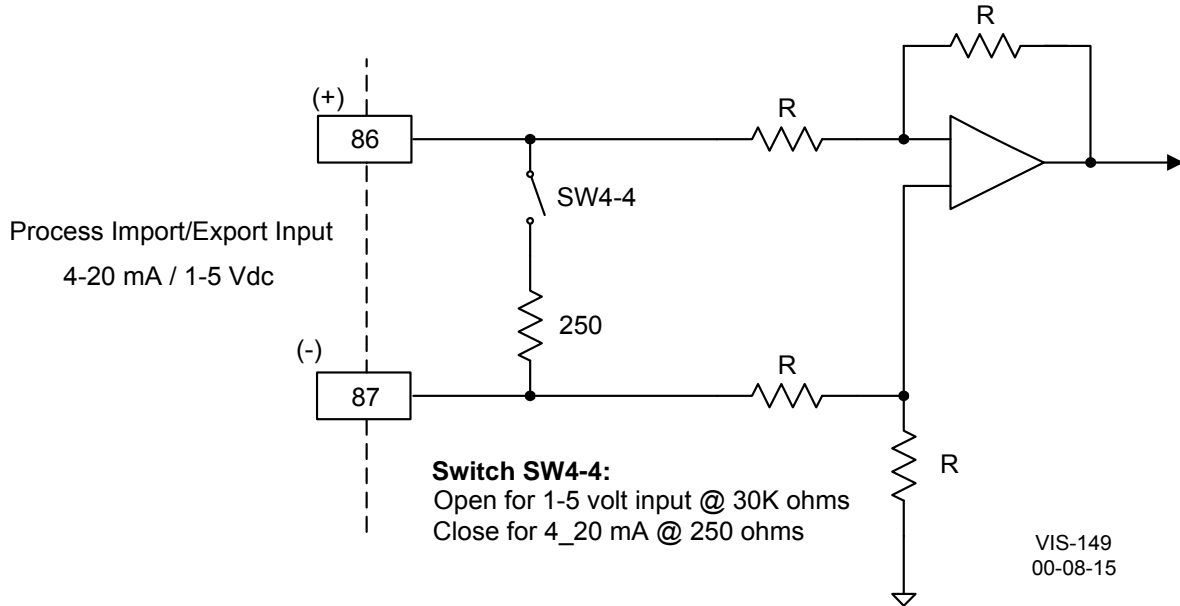 R
(+)
R
86
SW4-4
Process Import/Export Input
4-20 mA / 1-5 Vdc
250
(-)
R
87
R
Switch SW4-4:
Open for 1-5 volt input @ 30K ohms
Close for 4_20 mA @ 250 ohms
VIS-149
00-08-15